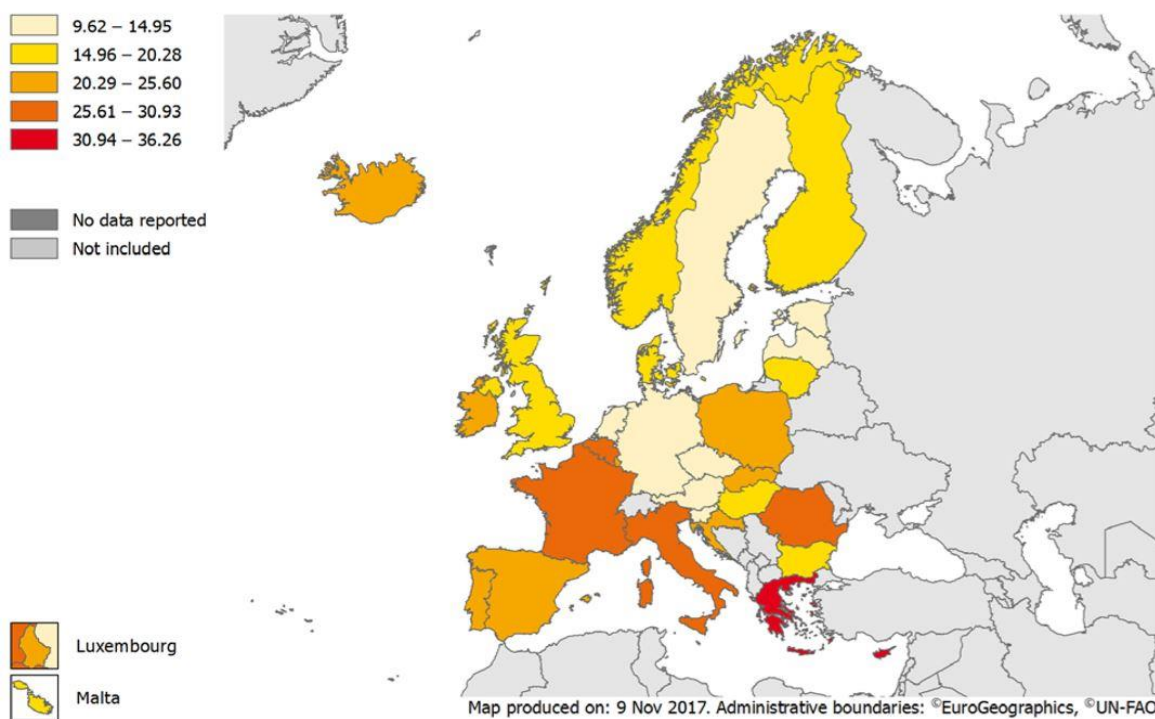 9.62 – 14.95
14.96 – 20.28
20.29 – 25.60
25.61 – 30.93
30.94 – 36.26
No data reported
Not included
Luxembourg
Malta
Map produced on: 9 Nov 2017. Administrative boundaries: ©EuroGeographics, ©UN-FAO